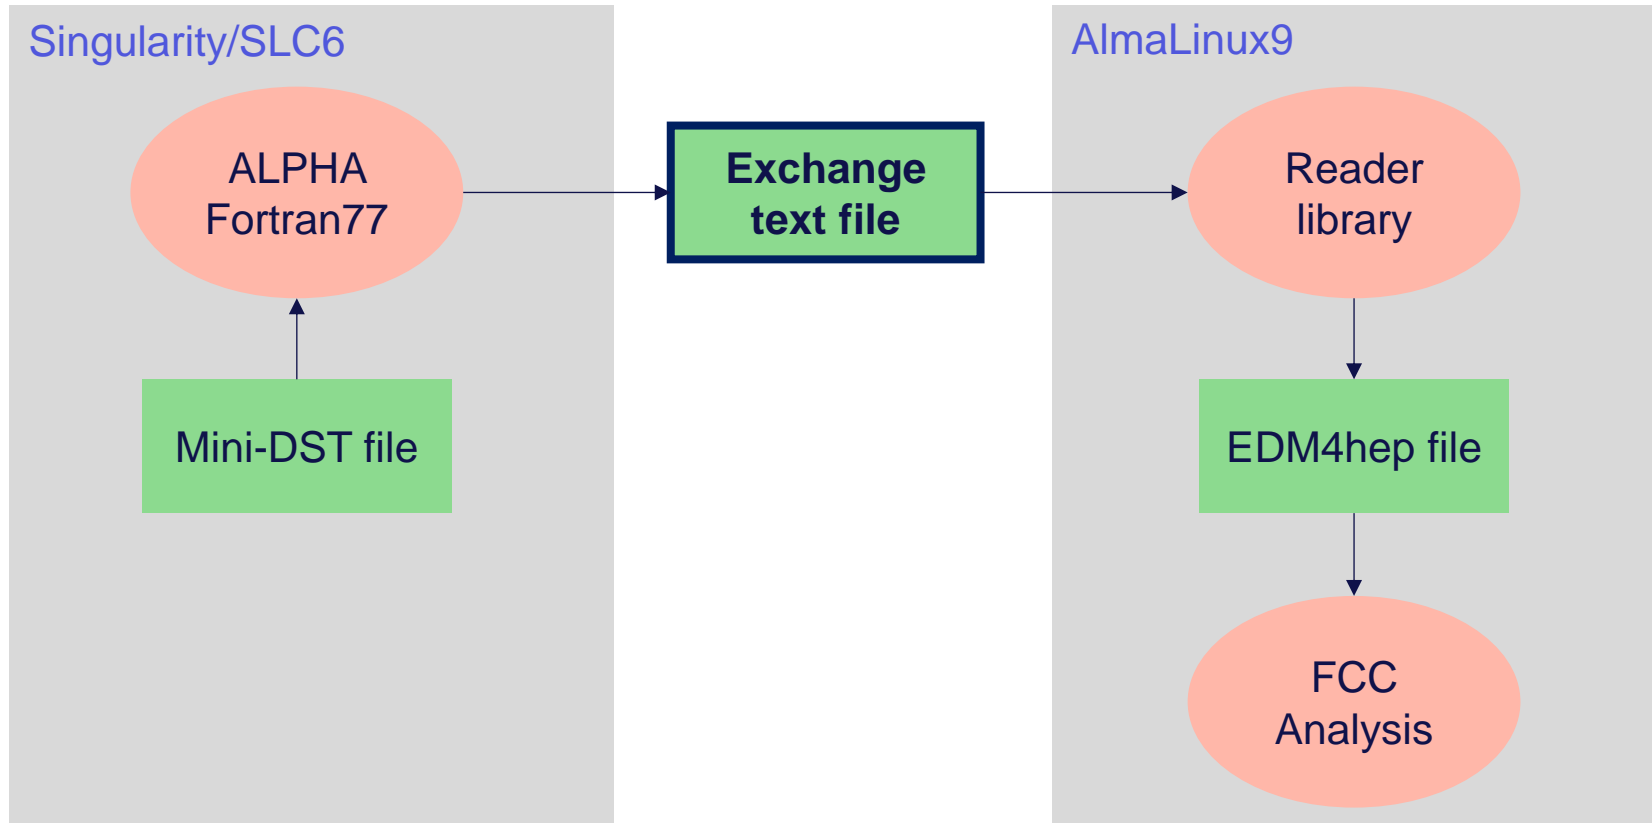 Singularity/SLC6
ALPHA
Fortran77
Mini-DST file
Exchange
text file
AlmaLinux9
Reader
library
EDM4hep file
FCC
Analysis